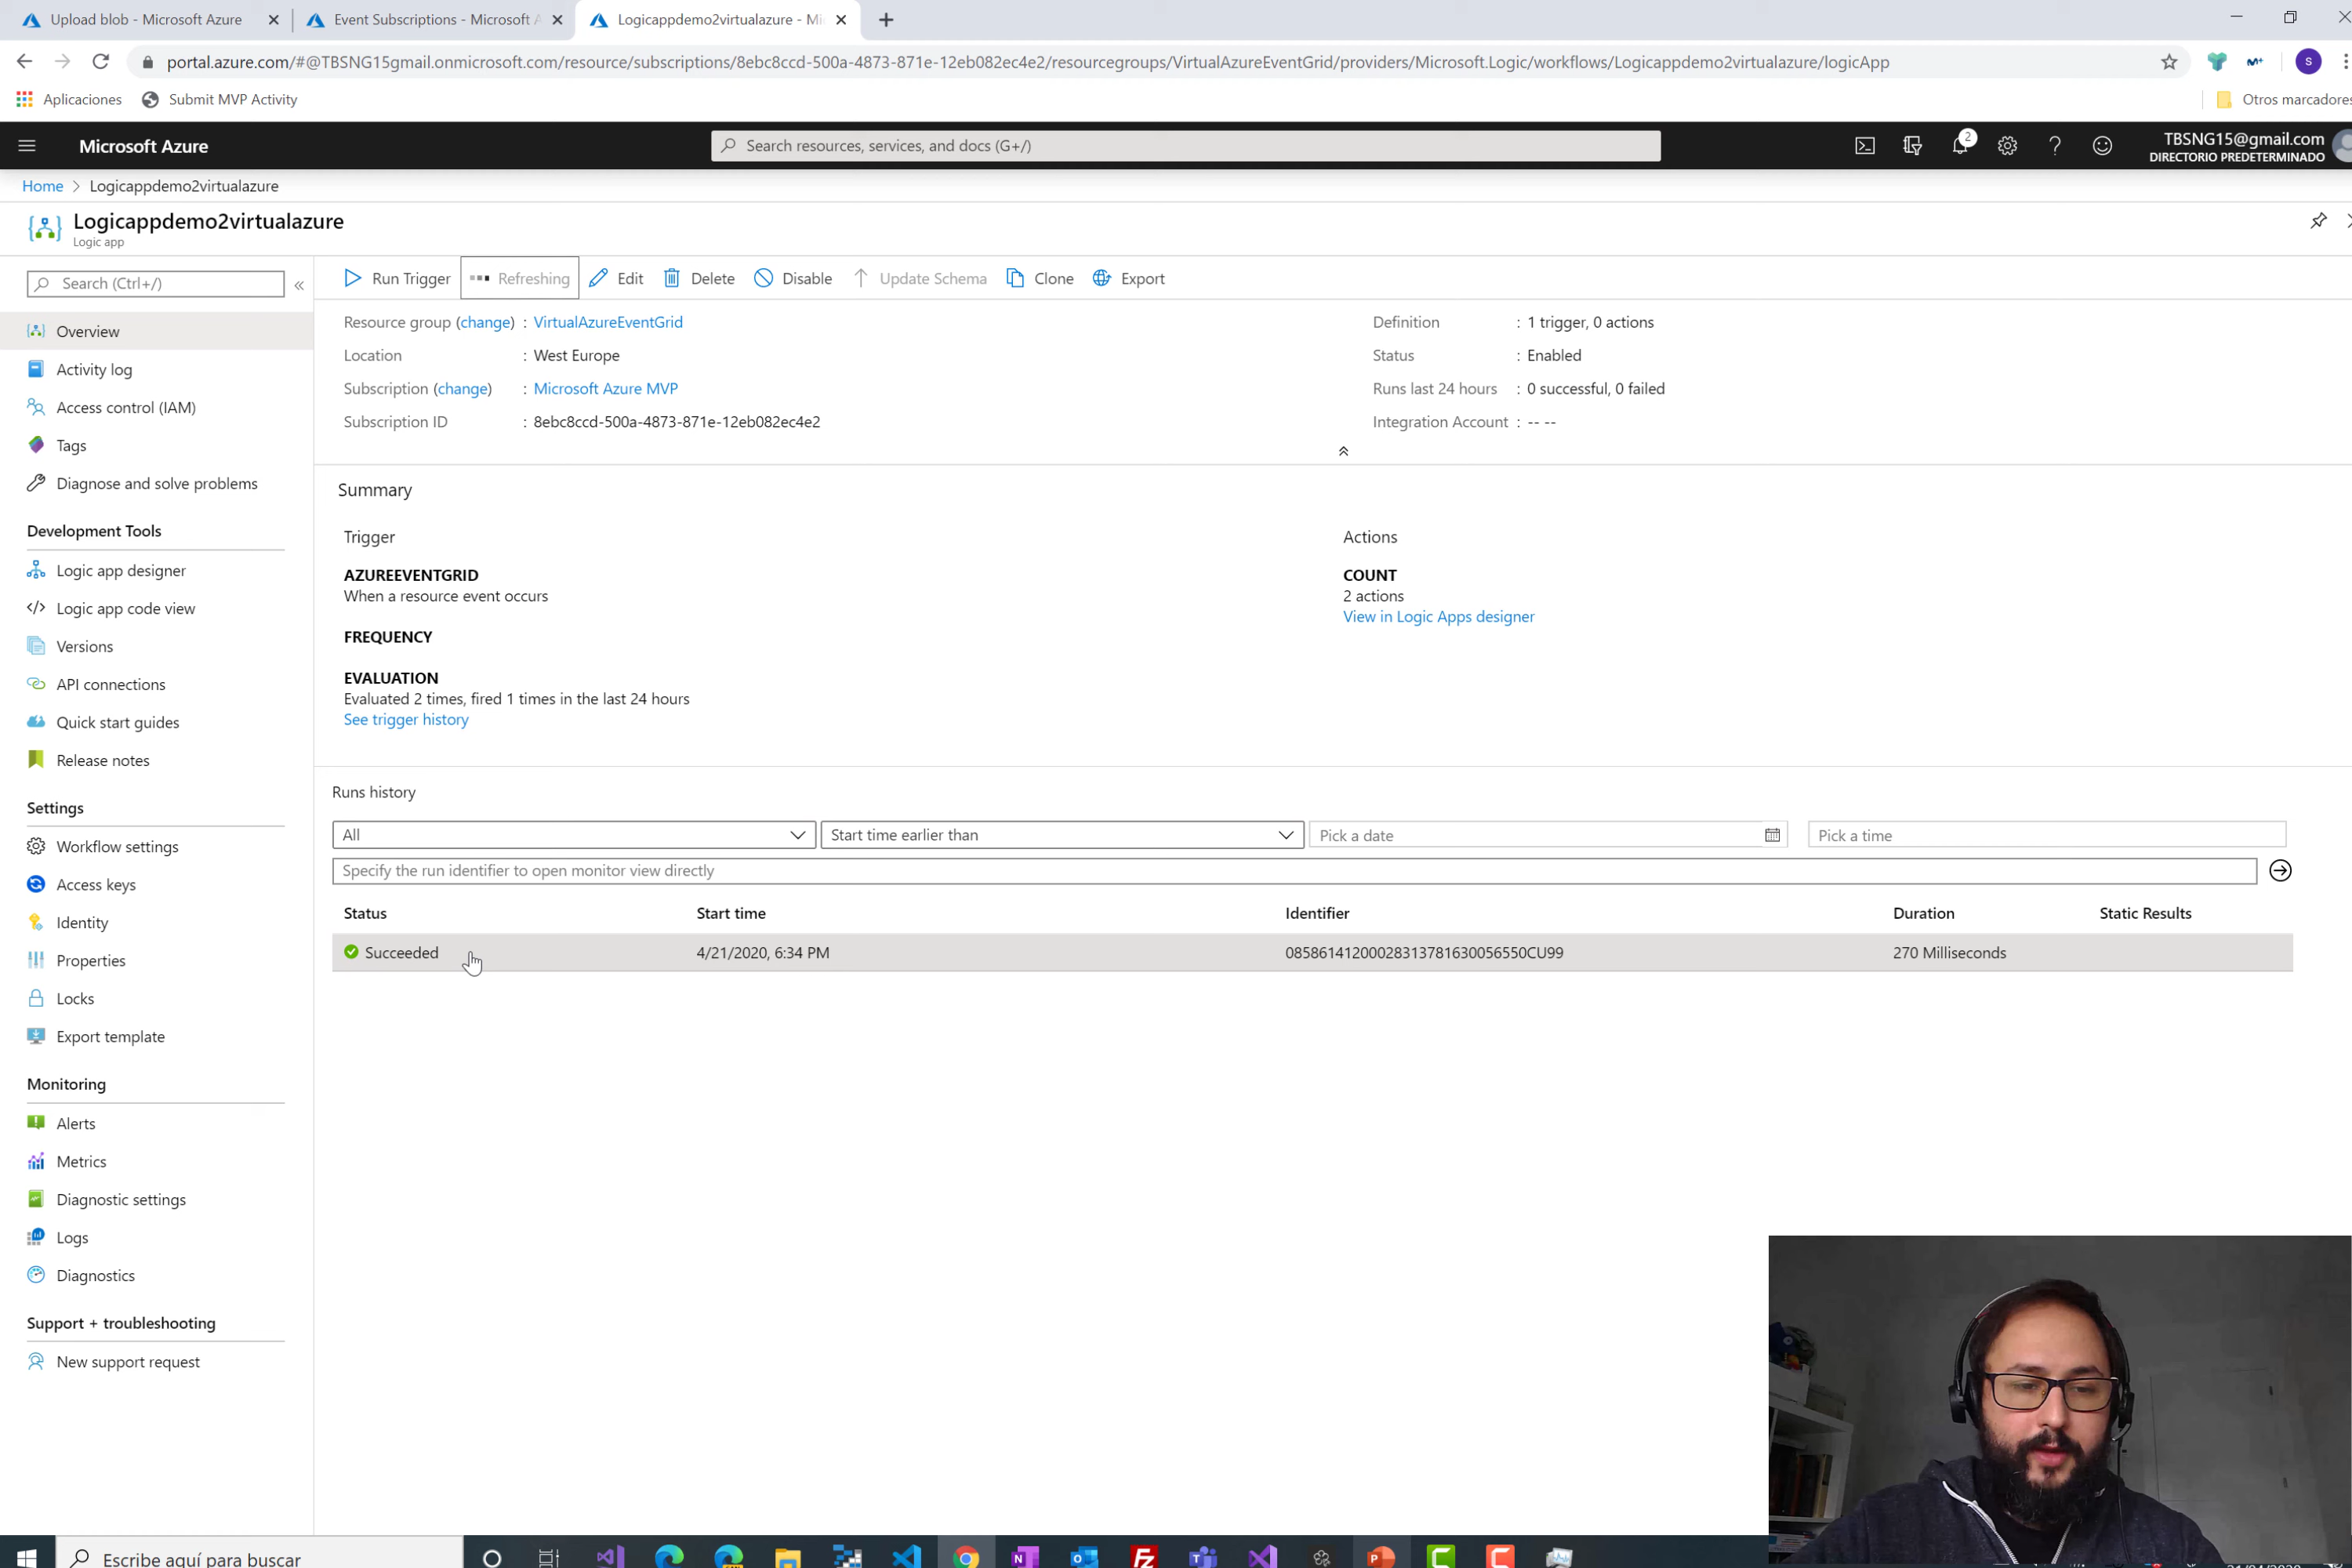 Upload blob - Microsoft Azure
Event Subscriptions - Microsoft A
Logicappdemo2virtualazure - Mi
portal.azure.com/#@TBSNG15gmail.onmicrosoft.com/resource/subscriptions/8ebc8ccd-500a-4873-871e-12eb082ec4e2/resourcegroups/VirtualAzureEventGrid/providers/Microsoft.Logic/workflows/Logicappdemo2virtualazure/logicApp
S
Aplicaciones
Submit MVP Activity
Otros marcadores
Microsoft Azure
Search resources, services, and docs (G+/)
2
TBSNG15@gmail.com
DIRECTORIO PREDETERMINADO
Home > Logicappdemo2virtualazure
Logicappdemo2virtualazure
Logic app
Search (Ctrl+/)
«
Overview
Activity log
Access control (IAM)
Tags
Diagnose and solve problems
Development Tools
Logic app designer
Logic app code view
Versions
API connections
Quick start guides
Release notes
Settings
Workflow settings
Access keys
Identity
Properties
Locks
Export template
Monitoring
Alerts
Metrics
Diagnostic settings
Logs
Diagnostics
Support + troubleshooting
New support request
Run Trigger
Refreshing
Edit
Delete
Disable
Update Schema
Clone
Export
Resource group (change) : VirtualAzureEventGrid
Location : West Europe
Subscription (change) : Microsoft Azure MVP
Subscription ID : 8ebc8ccd-500a-4873-871e-12eb082ec4e2
Definition : 1 trigger, 0 actions
Status : Enabled
Runs last 24 hours : 0 successful, 0 failed
Integration Account : -- --
Summary
Trigger
AZUREEVENTGRID
When a resource event occurs
FREQUENCY
EVALUATION
Evaluated 2 times, fired 1 times in the last 24 hours
See trigger history
Actions
COUNT
2 actions
View in Logic Apps designer
Runs history
All
Start time earlier than
Pick a date
Pick a time
Specify the run identifier to open monitor view directly
Status Start time Identifier Duration Static Results
Succeeded 4/21/2020, 6:34 PM 08586141200028313781630056550CU99 270 Milliseconds
Escribe aquí para buscar